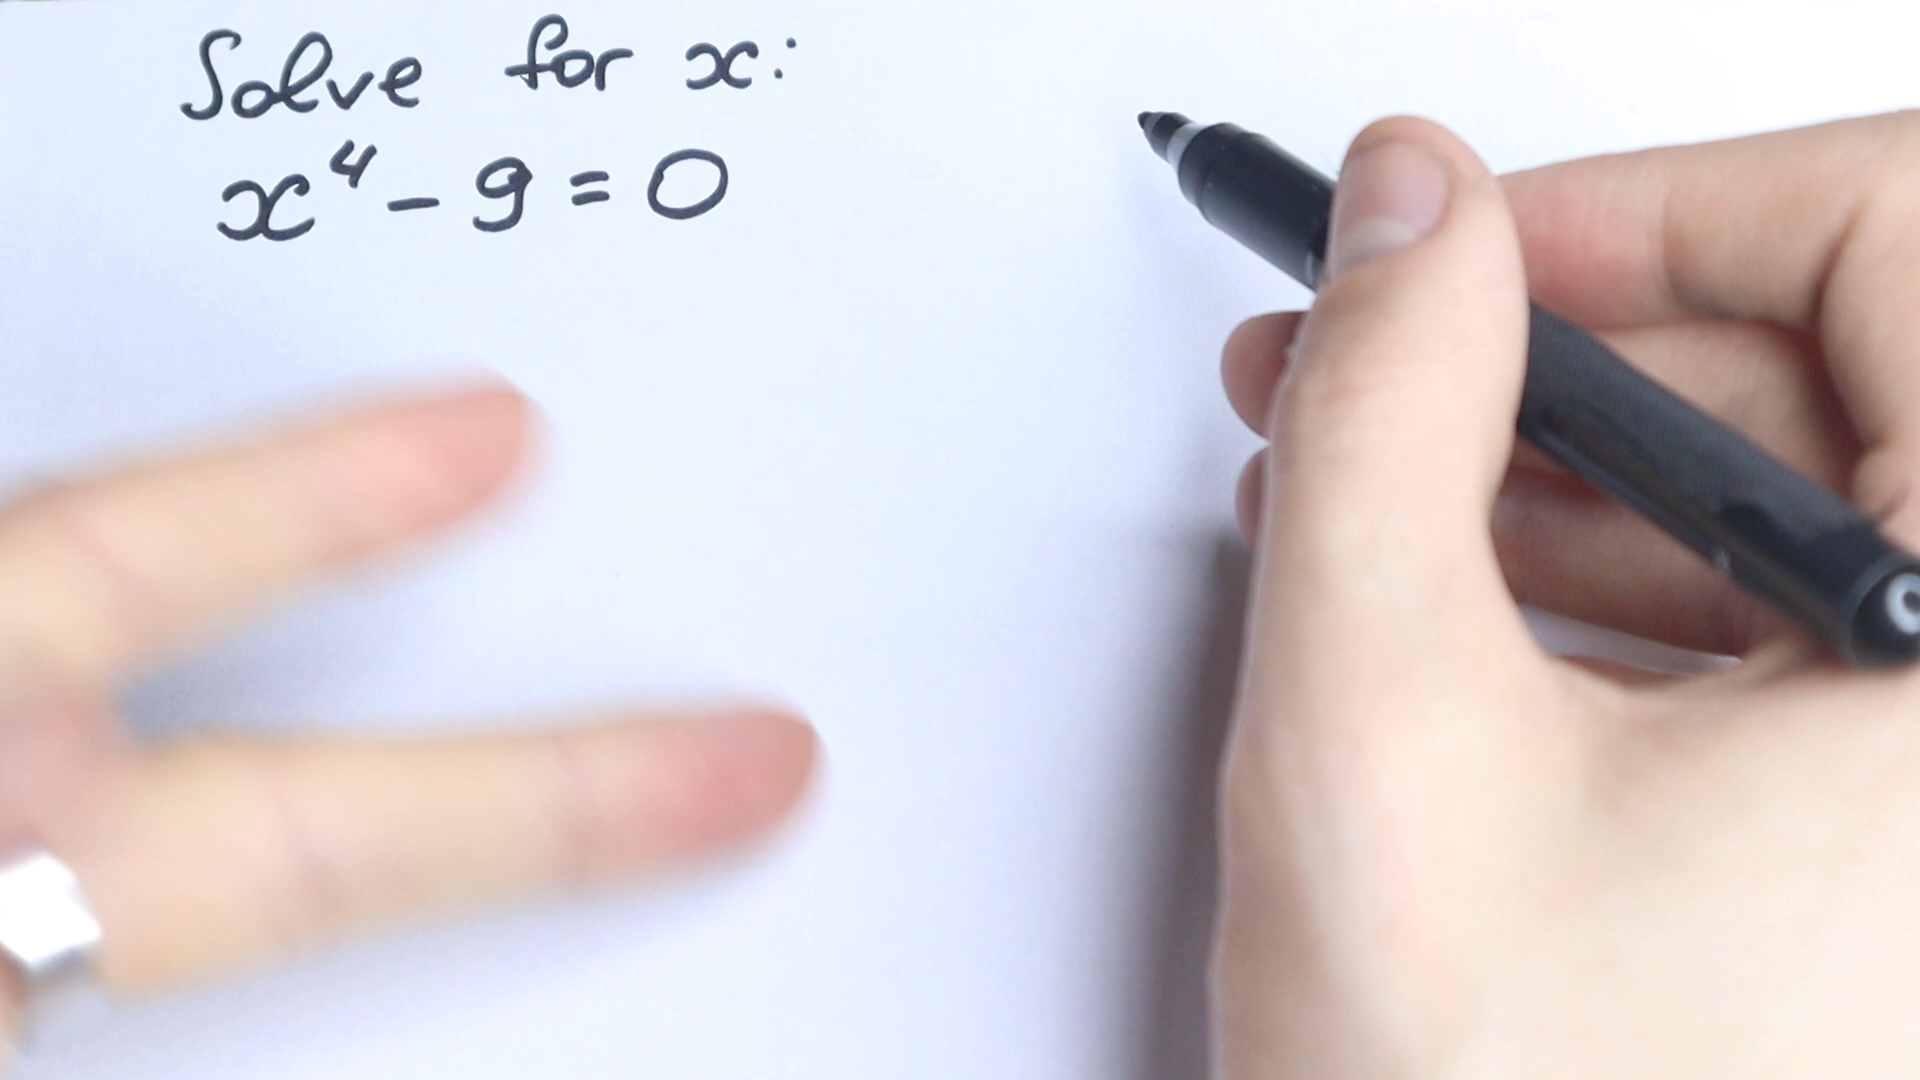 Solve for x:
x⁴ - 9 = 0